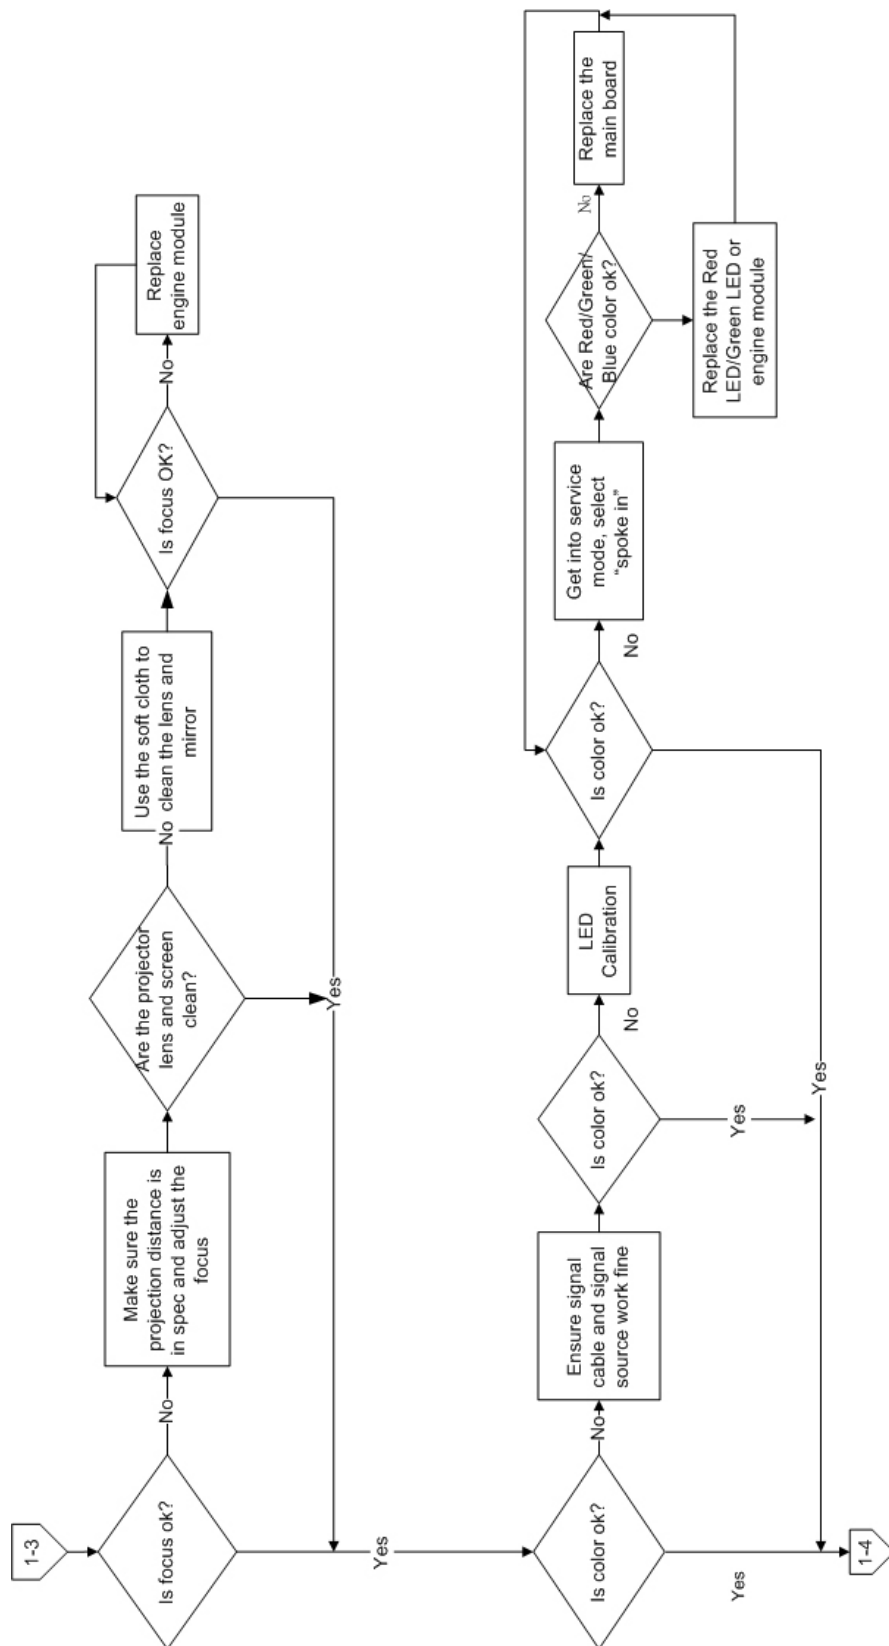 1-3
Is focus ok?
No
Make sure the
projection distance is
in spec and adjust the
focus
Are the projector
lens and screen
clean?
No
Use the soft cloth to
clean the lens and
mirror
Is focus OK?
No
Replace
engine module
Yes
Yes
Is color ok?
No
Ensure signal
cable and signal
source work fine
Is color ok?
No
LED
Calibration
Is color ok?
No
Get into service
mode, select
“spoke in”
Are Red/Green/
Blue color ok?
No
Replace the
main board
Replace the Red
LED/Green LED or
engine module
Yes
Yes
Yes
1-4